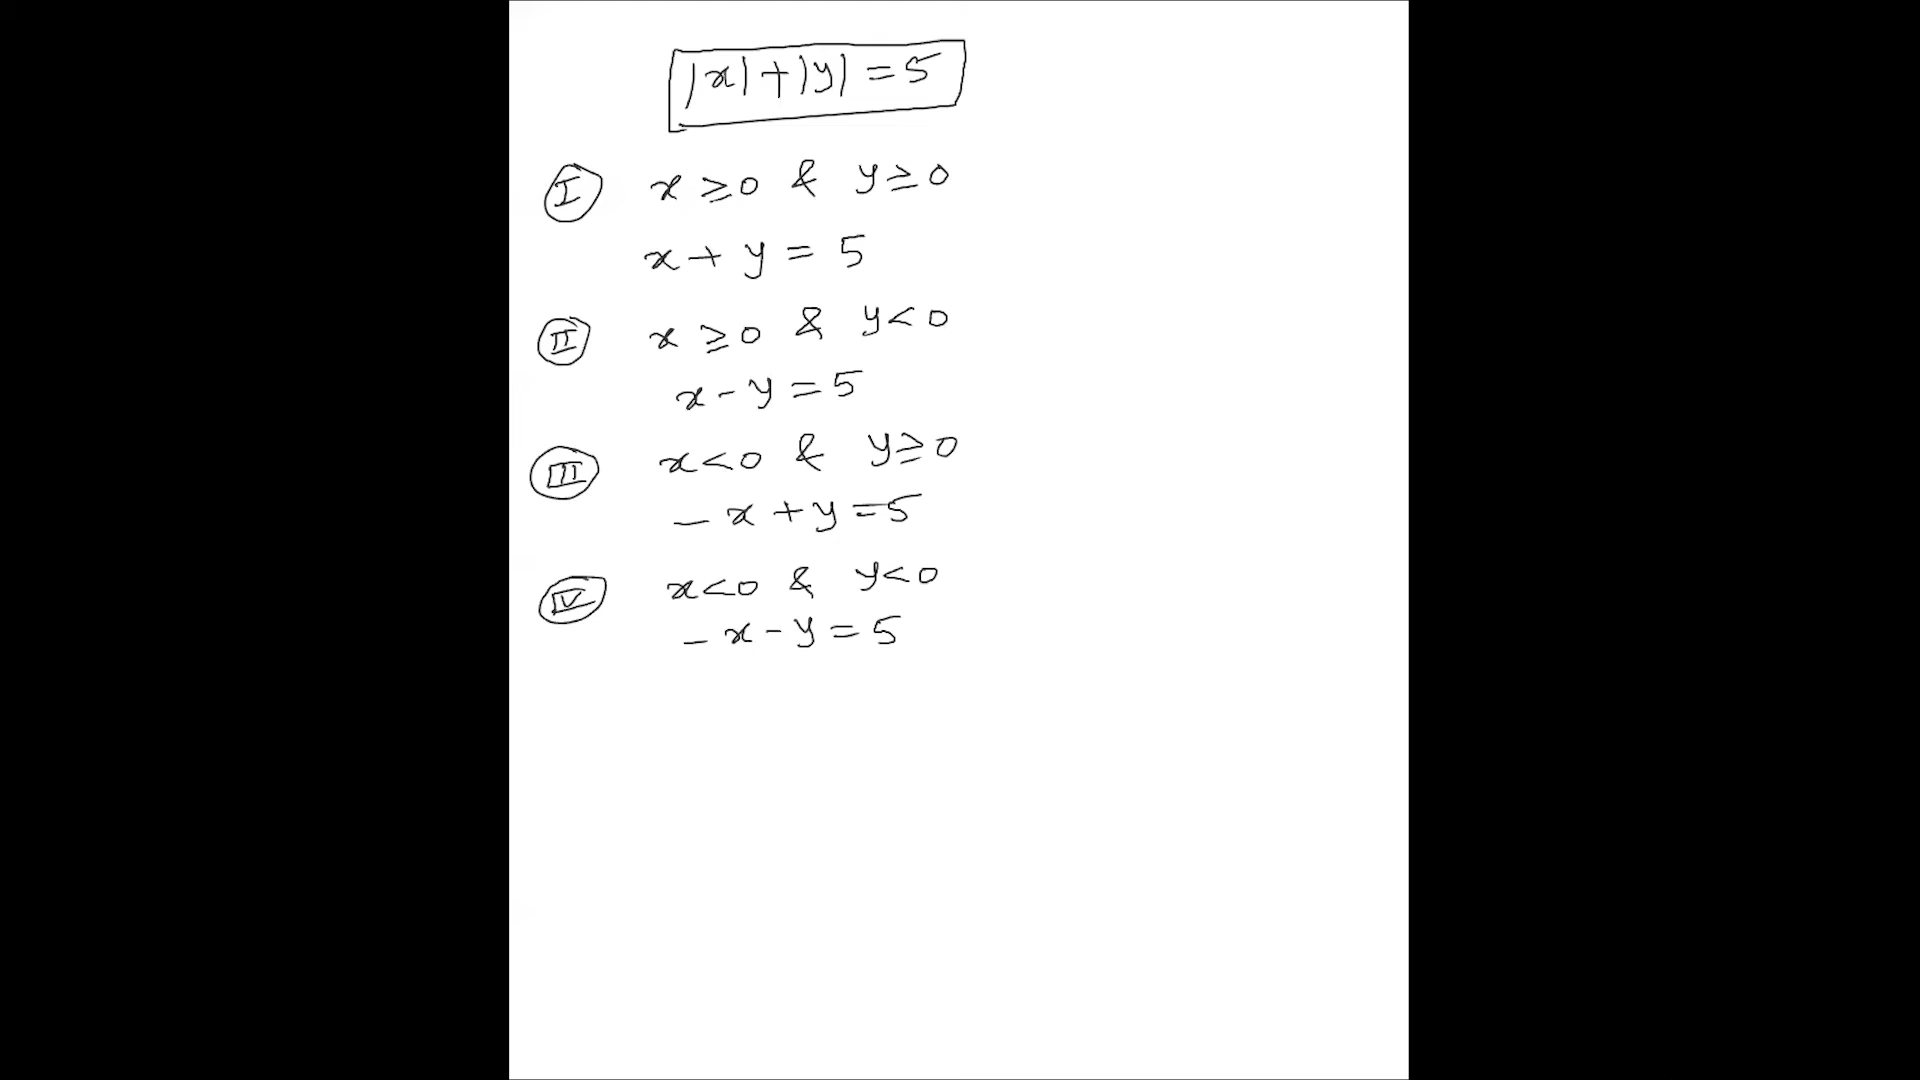 |x|+|y|=5
I x ≥ 0 & y ≥ 0
x + y = 5
II x ≥ 0 & y < 0
x - y = 5
III x < 0 & y ≥ 0
- x + y = 5
IV x < 0 & y < 0
- x - y = 5